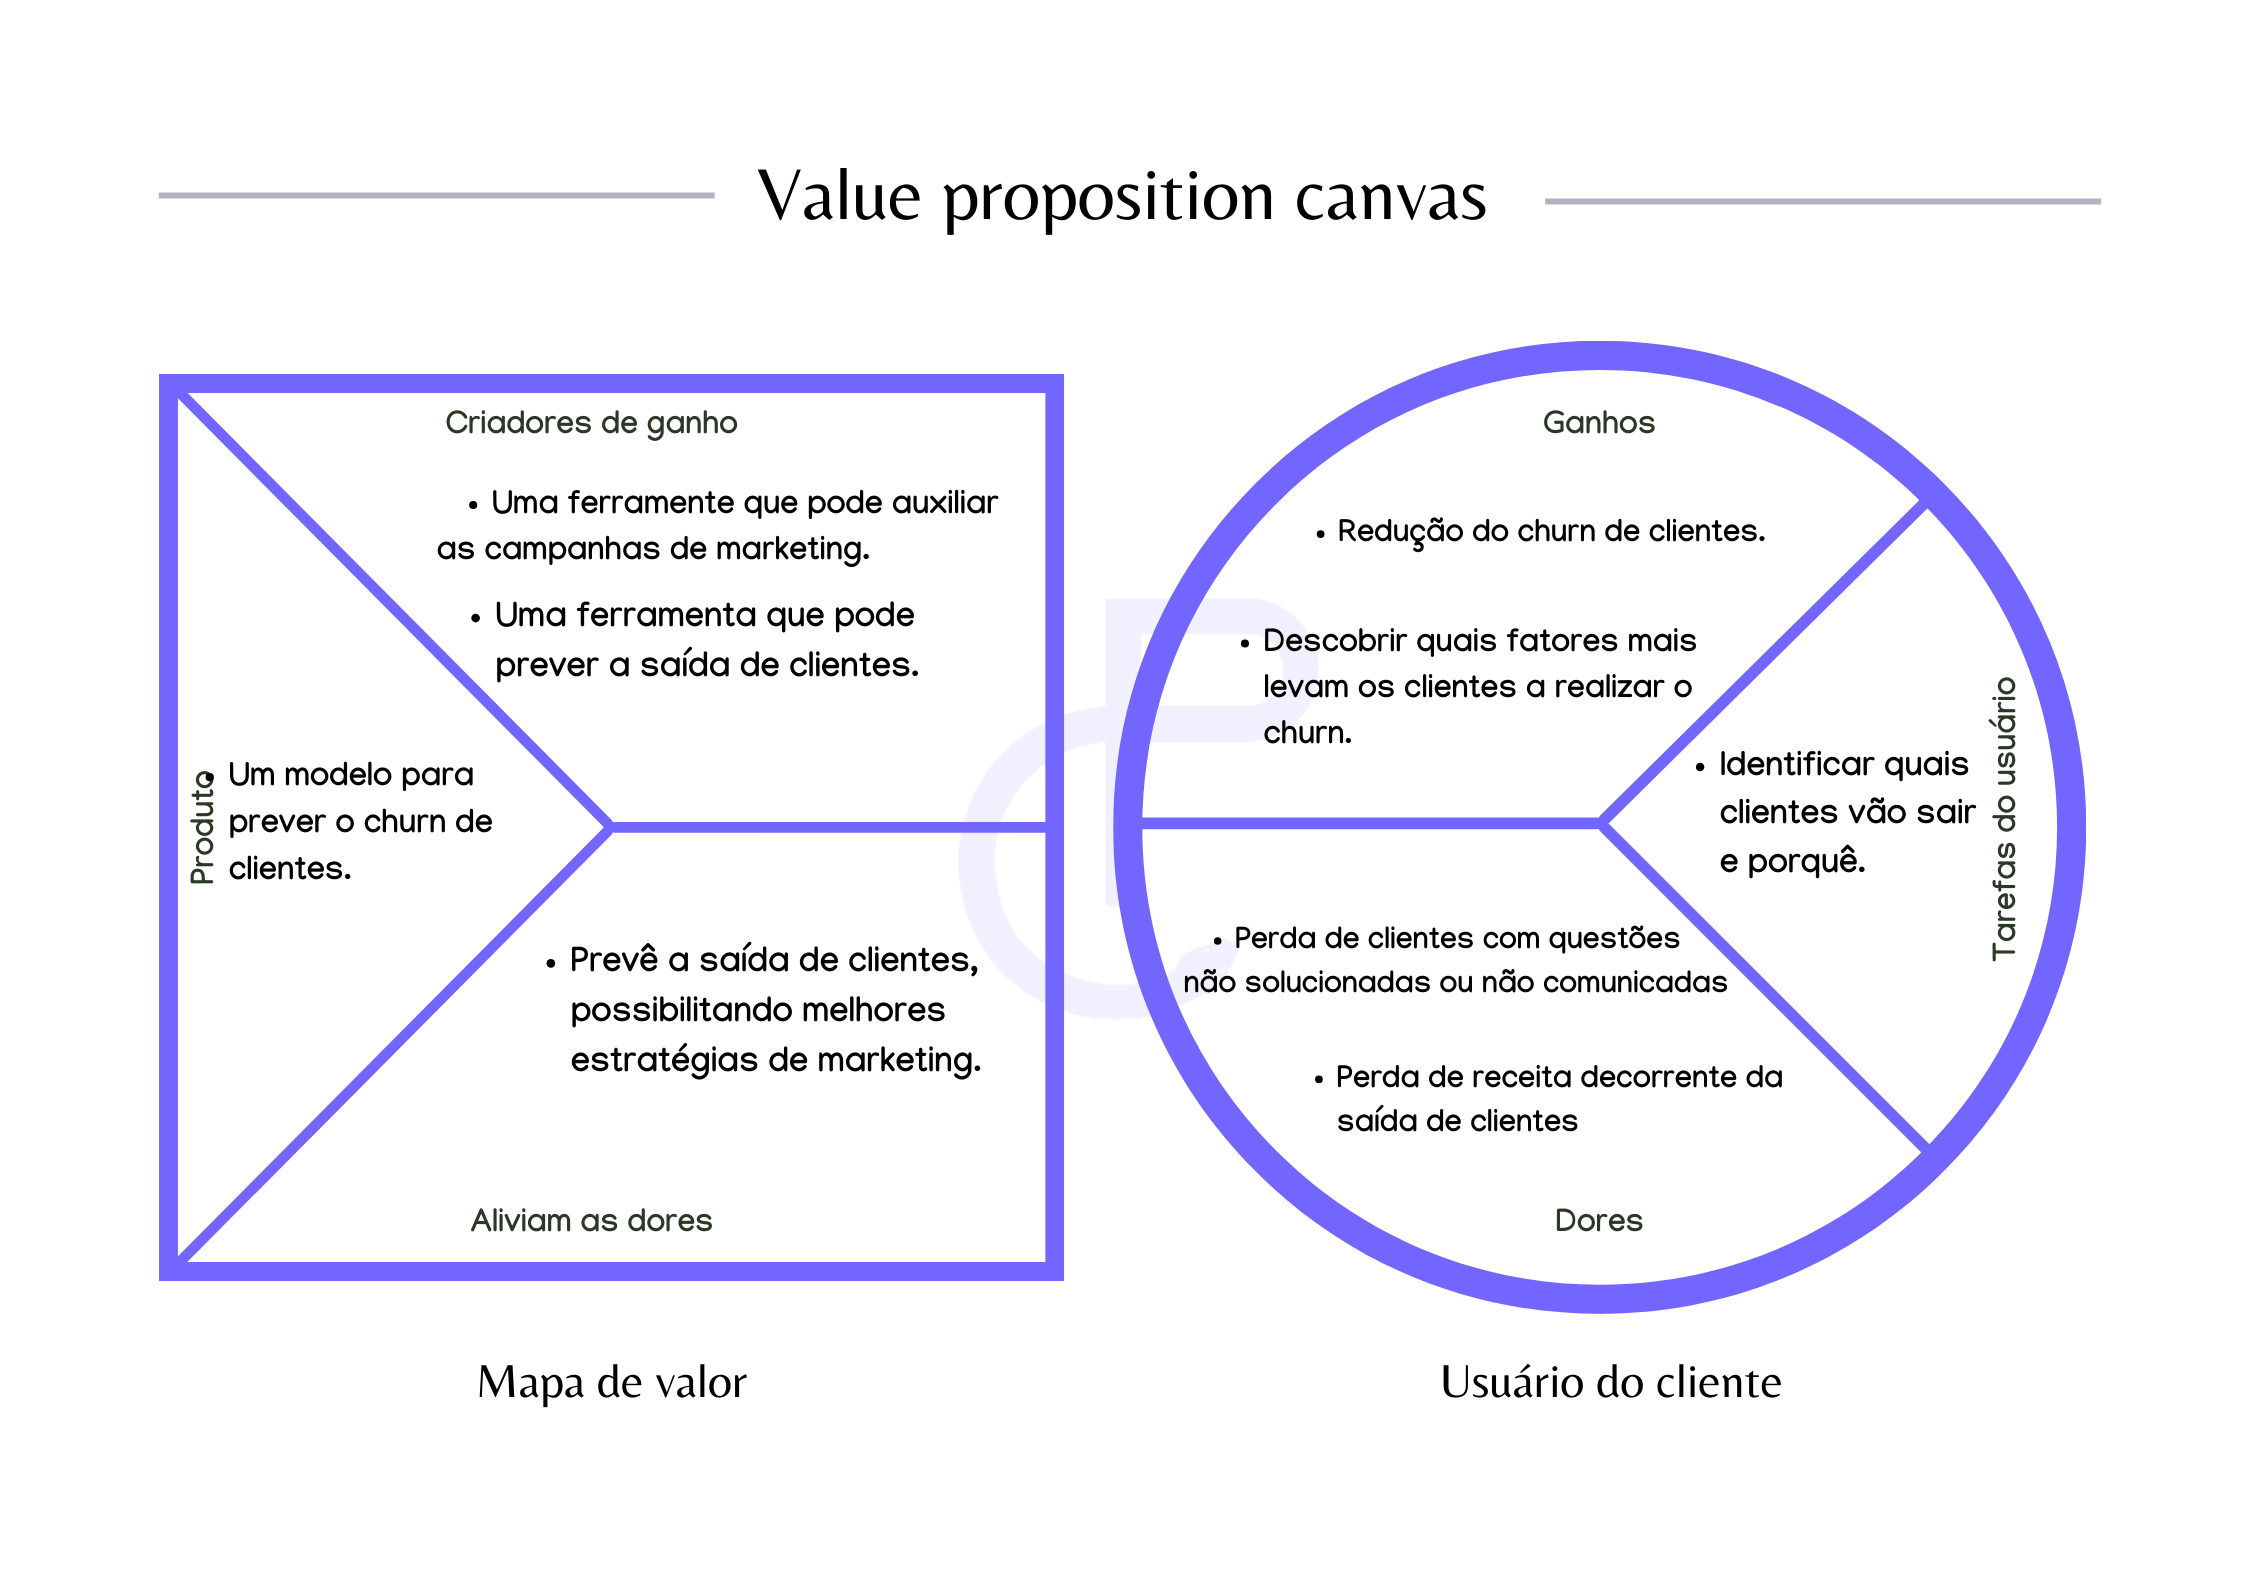 Value proposition canvas
Criadores de ganho
• Uma ferramente que pode auxiliar
as campanhas de marketing.
• Uma ferramenta que pode
prever a saída de clientes.
Produto
• Um modelo para
prever o churn de
clientes.
• Prevê a saída de clientes,
possibilitando melhores
estratégias de marketing.
Aliviam as dores
Mapa de valor
Ganhos
• Redução do churn de clientes.
• Descobrir quais fatores mais
levam os clientes a realizar o
churn.
• Identificar quais
clientes vão sair
e porquê.
Tarefas do usuário
• Perda de clientes com questões
não solucionadas ou não comunicadas
• Perda de receita decorrente da
saída de clientes
Dores
Usuário do cliente